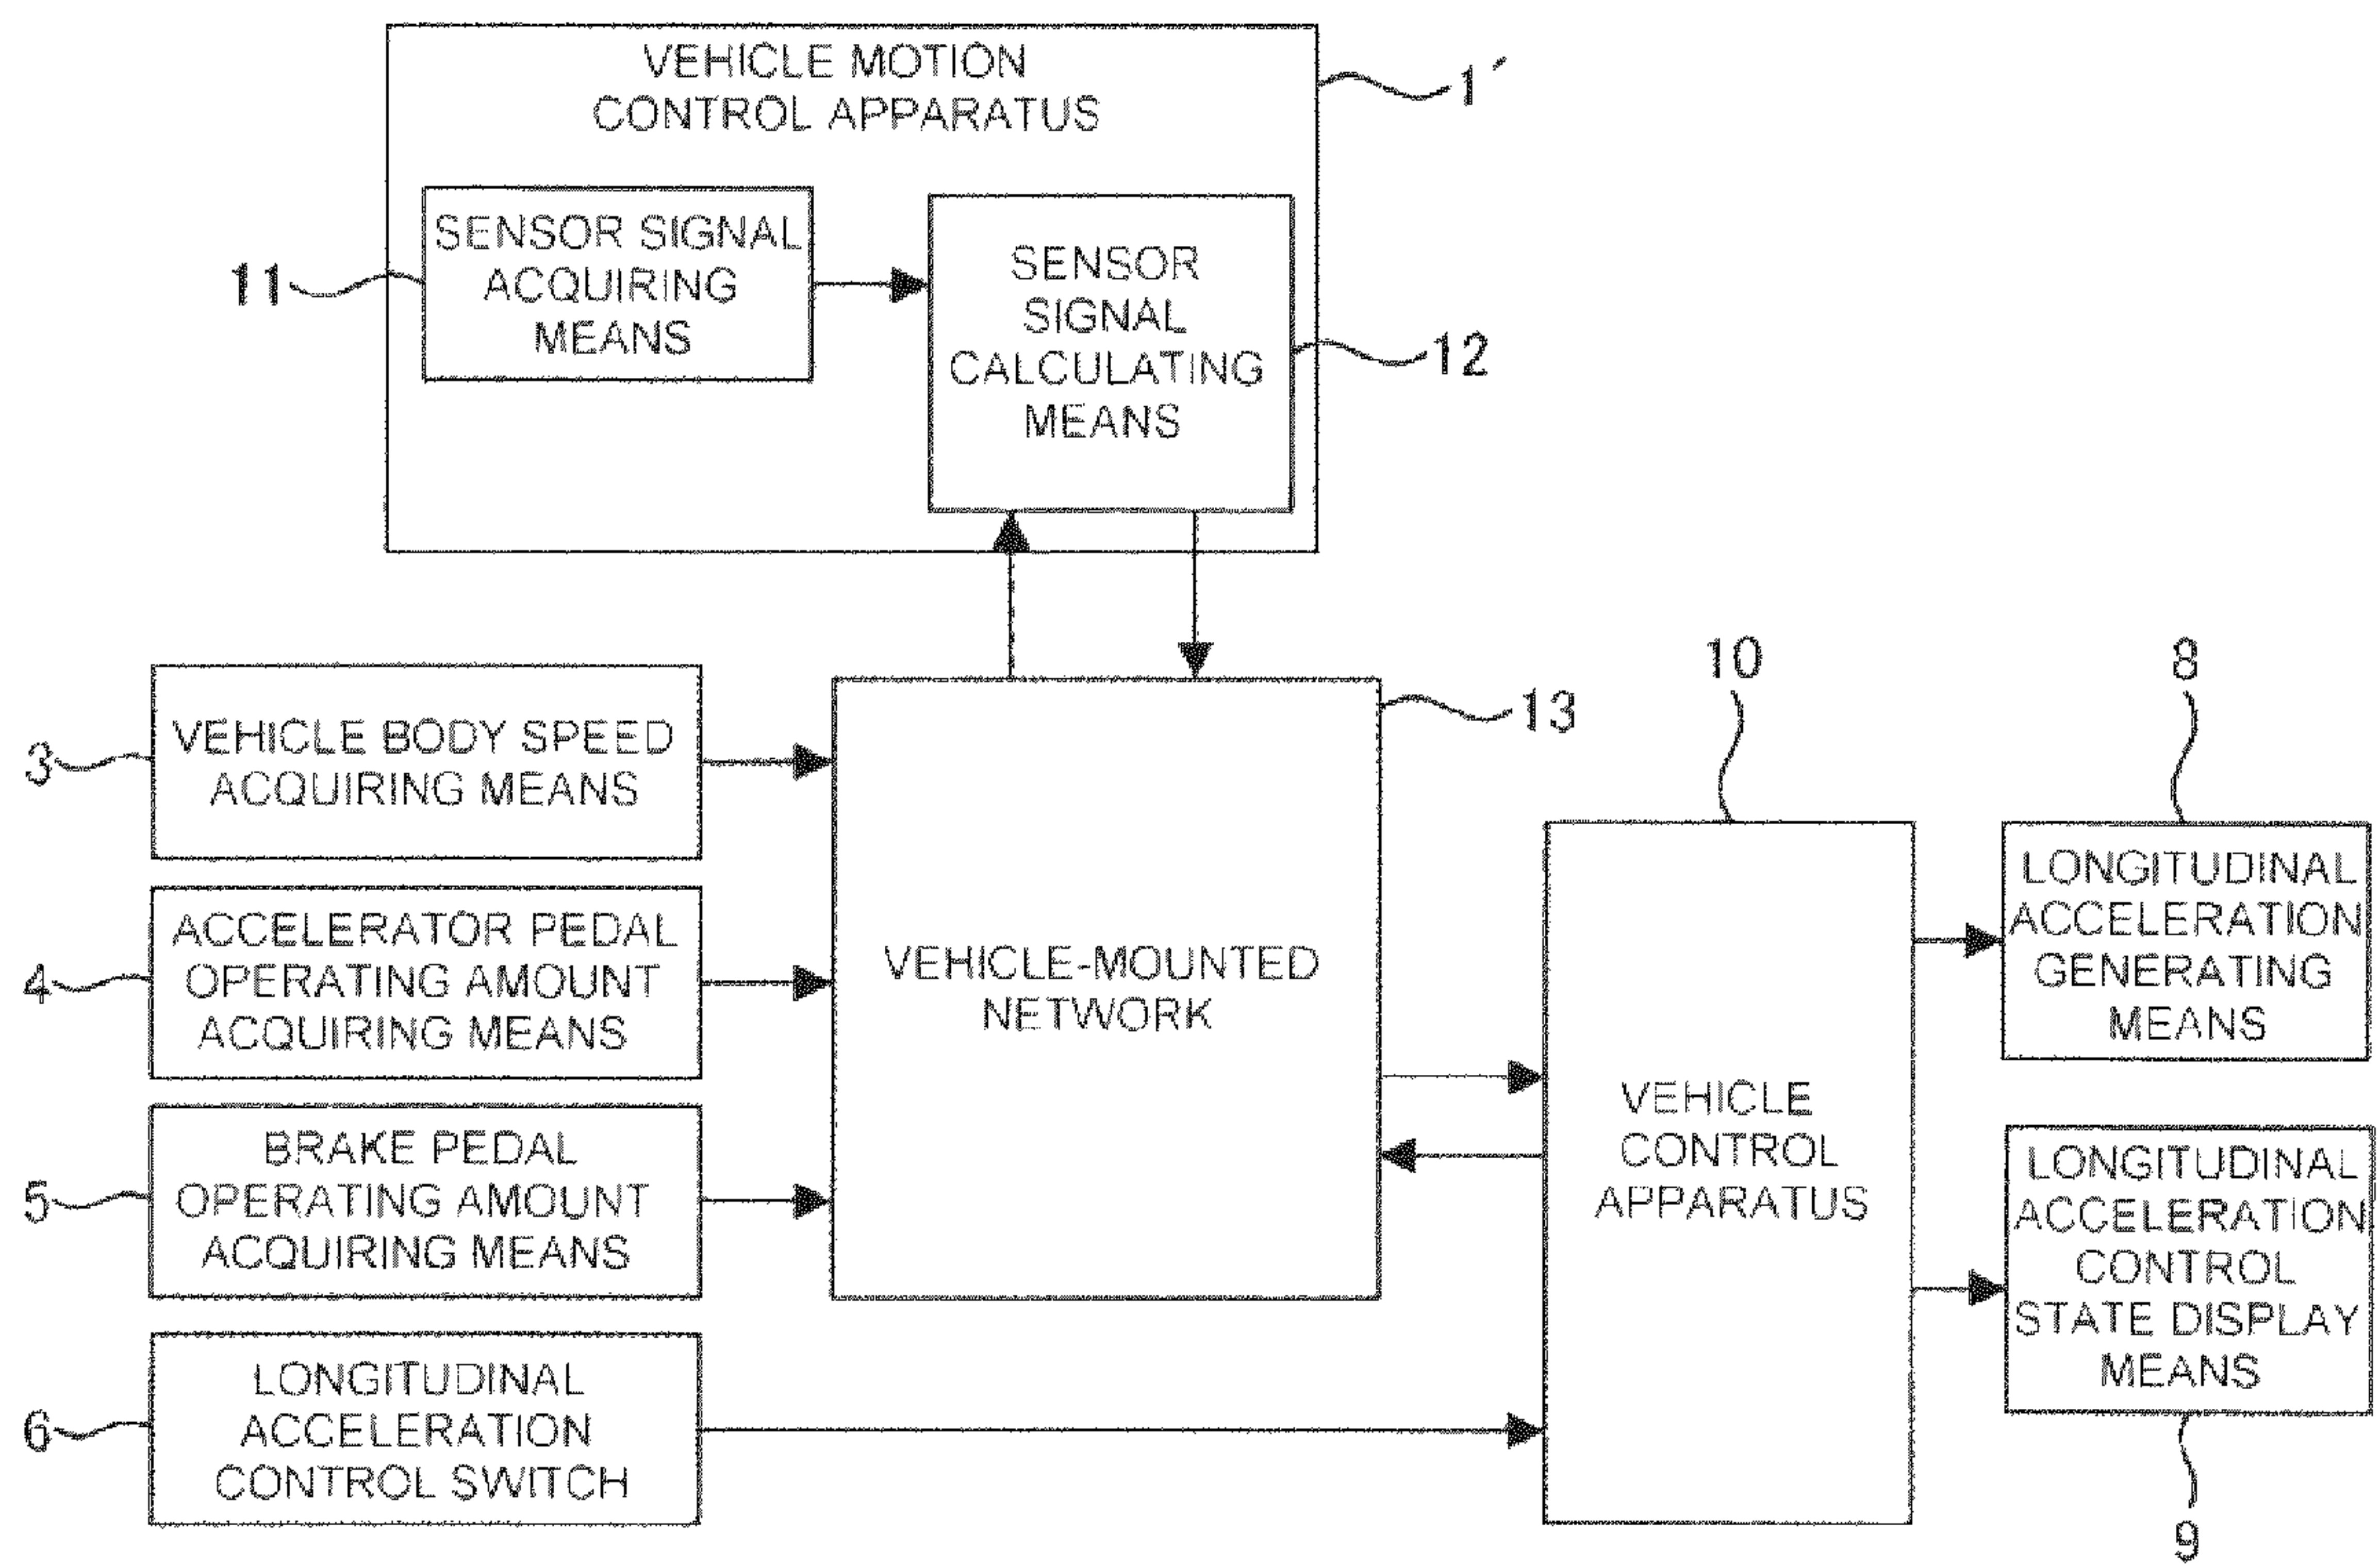 VEHICLE MOTION
CONTROL APPARATUS
1´
SENSOR SIGNAL
ACQUIRING
MEANS
11
SENSOR
SIGNAL
CALCULATING
MEANS
12
3
VEHICLE BODY SPEED
ACQUIRING MEANS
4
ACCELERATOR PEDAL
OPERATING AMOUNT
ACQUIRING MEANS
5
BRAKE PEDAL
OPERATING AMOUNT
ACQUIRING MEANS
6
LONGITUDINAL
ACCELERATION
CONTROL SWITCH
13
VEHICLE-MOUNTED
NETWORK
10
VEHICLE
CONTROL
APPARATUS
8
LONGITUDINAL
ACCELERATION
GENERATING
MEANS
LONGITUDINAL
ACCELERATION
CONTROL
STATE DISPLAY
MEANS
9